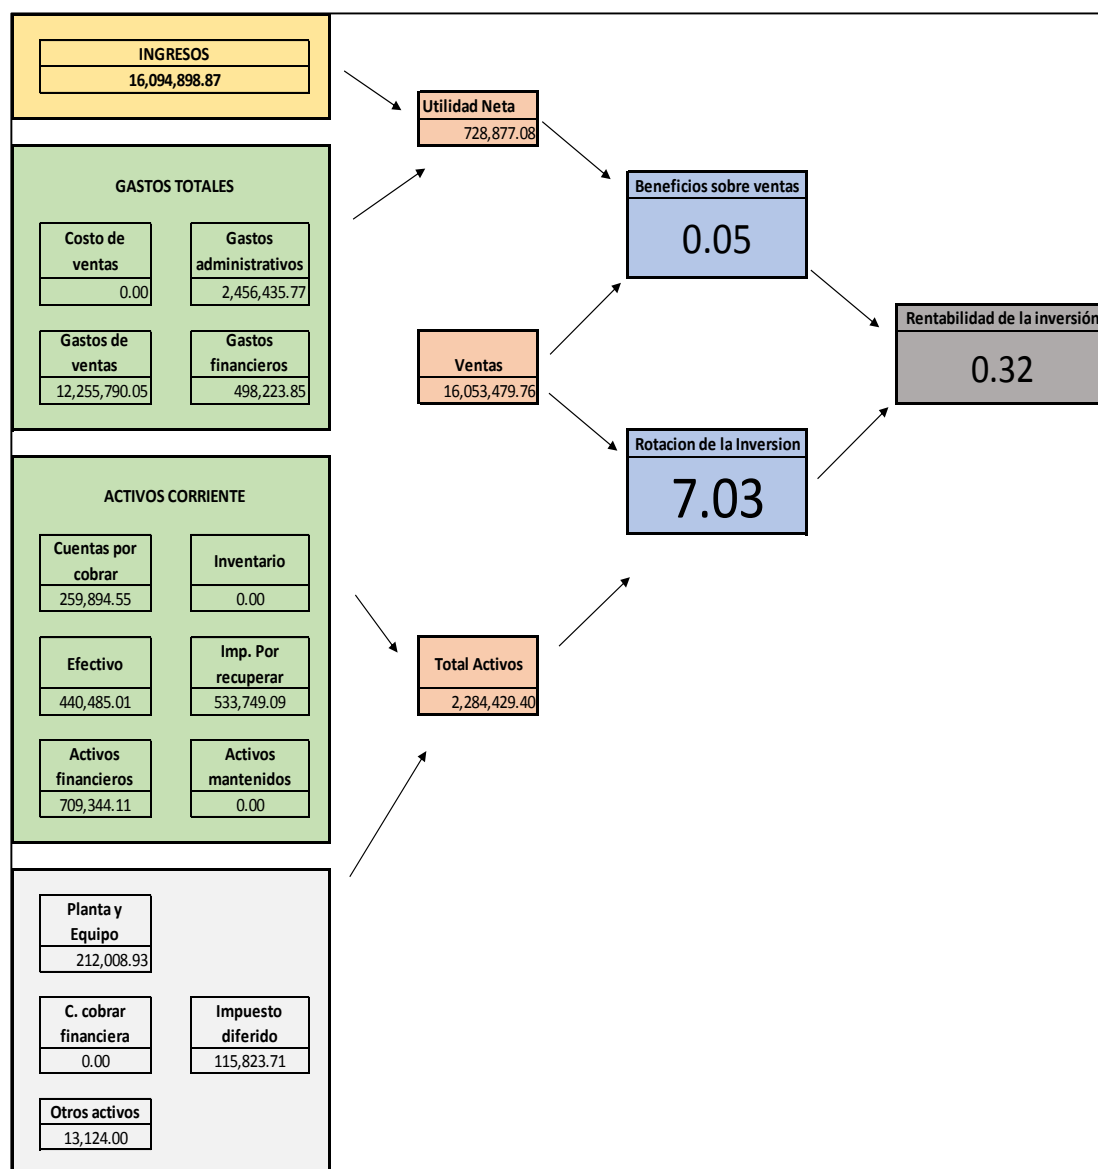 INGRESOS
16,094,898.87
Utilidad Neta
728,877.08
GASTOS TOTALES
Costo de
ventas
0.00
Gastos
administrativos
2,456,435.77
Gastos de
ventas
12,255,790.05
Gastos
financieros
498,223.85
Beneficios sobre ventas
0.05
Ventas
16,053,479.76
Rentabilidad de la inversión
0.32
Rotacion de la Inversion
7.03
ACTIVOS CORRIENTE
Cuentas por
cobrar
259,894.55
Inventario
0.00
Efectivo
440,485.01
Imp. Por
recuperar
533,749.09
Activos
financieros
709,344.11
Activos
mantenidos
0.00
Total Activos
2,284,429.40
Planta y
Equipo
212,008.93
C. cobrar
financiera
0.00
Impuesto
diferido
115,823.71
Otros activos
13,124.00